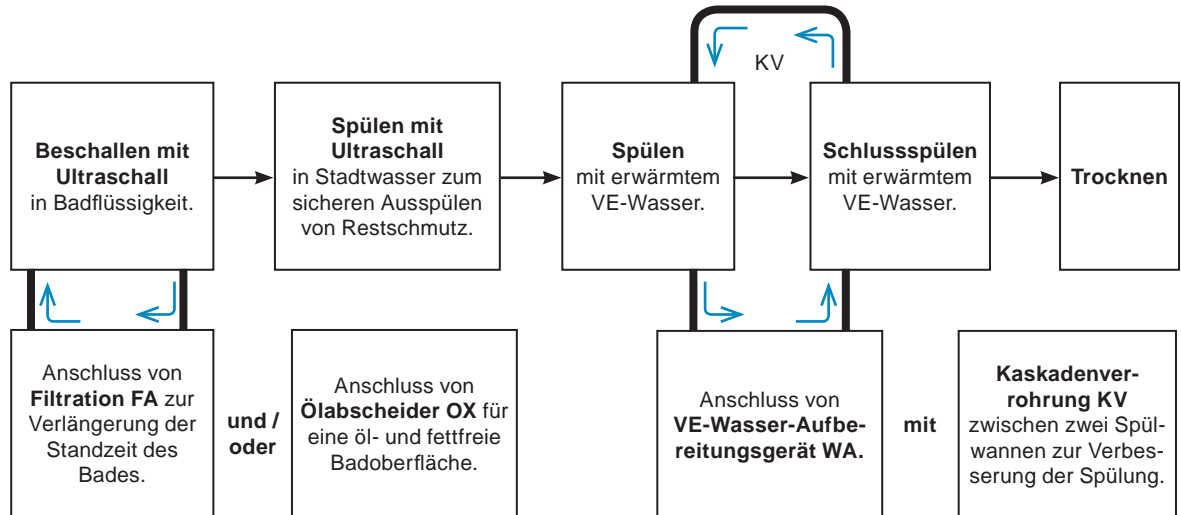 KV
Beschallen mit
Ultraschall
in Badflüssigkeit.
Spülen mit
Ultraschall
in Stadtwasser zum
sicheren Ausspülen
von Restschmutz.
Spülen
mit erwärmtem
VE-Wasser.
Schlussspülen
mit erwärmtem
VE-Wasser.
Trocknen
Anschluss von
Filtration FA zur
Verlängerung der
Standzeit des
Bades.
und /
oder
Anschluss von
Ölabscheider OX für
eine öl- und fettfreie
Badoberfläche.
Anschluss von
VE-Wasser-Aufbe-
reitungsgerät WA.
mit
Kaskadenver-
rohrung KV
zwischen zwei Spül-
wannen zur Verbes-
serung der Spülung.